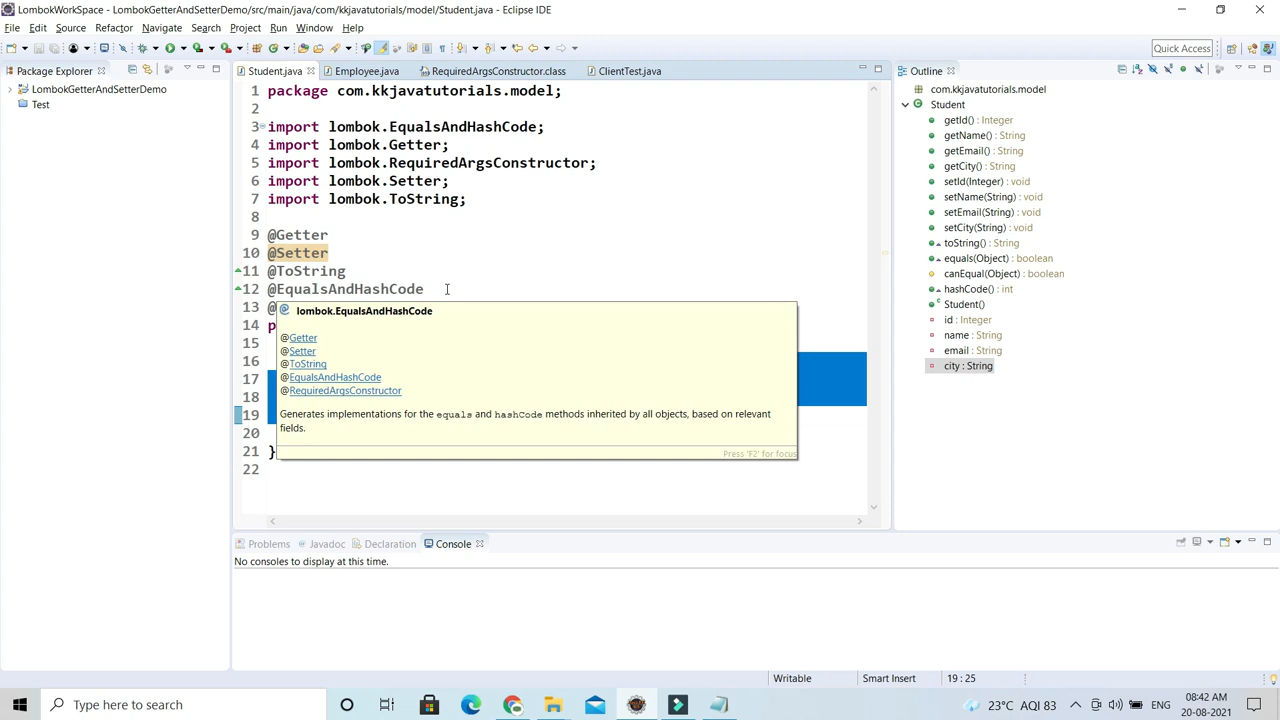 LombokWorkSpace - LombokGetterAndSetterDemo/src/main/java/com/kkjavatutorials/model/Student.java - Eclipse IDE
File Edit Source Refactor Navigate Search Project Run Window Help
Quick Access
Package Explorer
LombokGetterAndSetterDemo
Test
Student.java Employee.java RequiredArgsConstructor.class ClientTest.java
1 package com.kkjavatutorials.model;
2
3 import lombok.EqualsAndHashCode;
4 import lombok.Getter;
5 import lombok.RequiredArgsConstructor;
6 import lombok.Setter;
7 import lombok.ToString;
8
9 @Getter
10 @Setter
11 @ToString
12 @EqualsAndHashCode
13 @
14 p
15
16
17
18
19
20
21 }
22
lombok.EqualsAndHashCode
@Getter
@Setter
@ToString
@EqualsAndHashCode
@RequiredArgsConstructor
Generates implementations for the equals and hashCode methods inherited by all objects, based on relevant
fields.
Press 'F2' for focus
Outline
com.kkjavatutorials.model
Student
getId() : Integer
getName() : String
getEmail() : String
getCity() : String
setId(Integer) : void
setName(String) : void
setEmail(String) : void
setCity(String) : void
toString() : String
equals(Object) : boolean
canEqual(Object) : boolean
hashCode() : int
Student()
id : Integer
name : String
email : String
city : String
Problems Javadoc Declaration Console
No consoles to display at this time.
Writable Smart Insert 19 : 25
Type here to search
23°C AQI 83
ENG
08:42 AM
20-08-2021